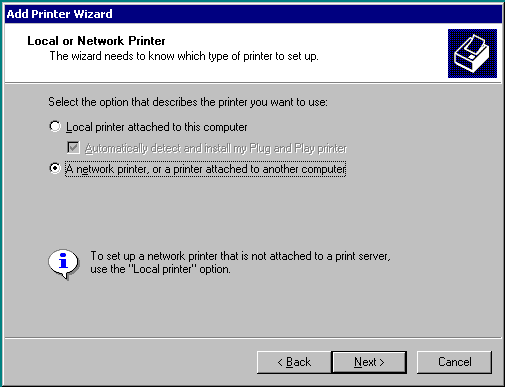 Add Printer Wizard
Local or Network Printer
The wizard needs to know which type of printer to set up.
Select the option that describes the printer you want to use:
Local printer attached to this computer
Automatically detect and install my Plug and Play printer
A network printer, or a printer attached to another computer
To set up a network printer that is not attached to a print server,
use the "Local printer" option.
< Back
Next >
Cancel